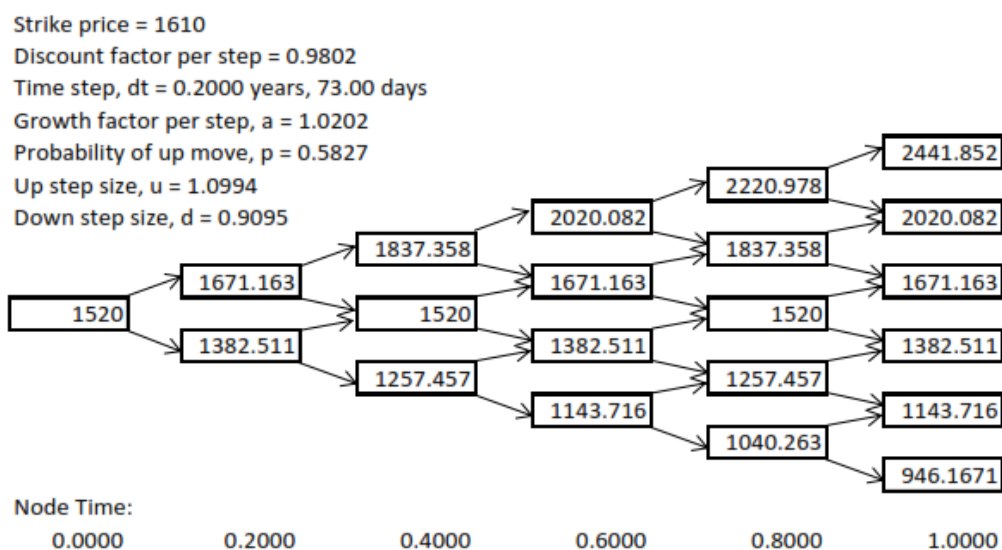 Strike price = 1610
Discount factor per step = 0.9802
Time step, dt = 0.2000 years, 73.00 days
Growth factor per step, a = 1.0202
Probability of up move, p = 0.5827
Up step size, u = 1.0994
Down step size, d = 0.9095
2441.852
2220.978
2020.082 2020.082
1837.358 1837.358
1671.163 1671.163 1671.163
1520 1520 1520
1382.511 1382.511 1382.511
1257.457 1257.457
1143.716 1143.716
1040.263
946.1671
Node Time:
0.0000 0.2000 0.4000 0.6000 0.8000 1.0000